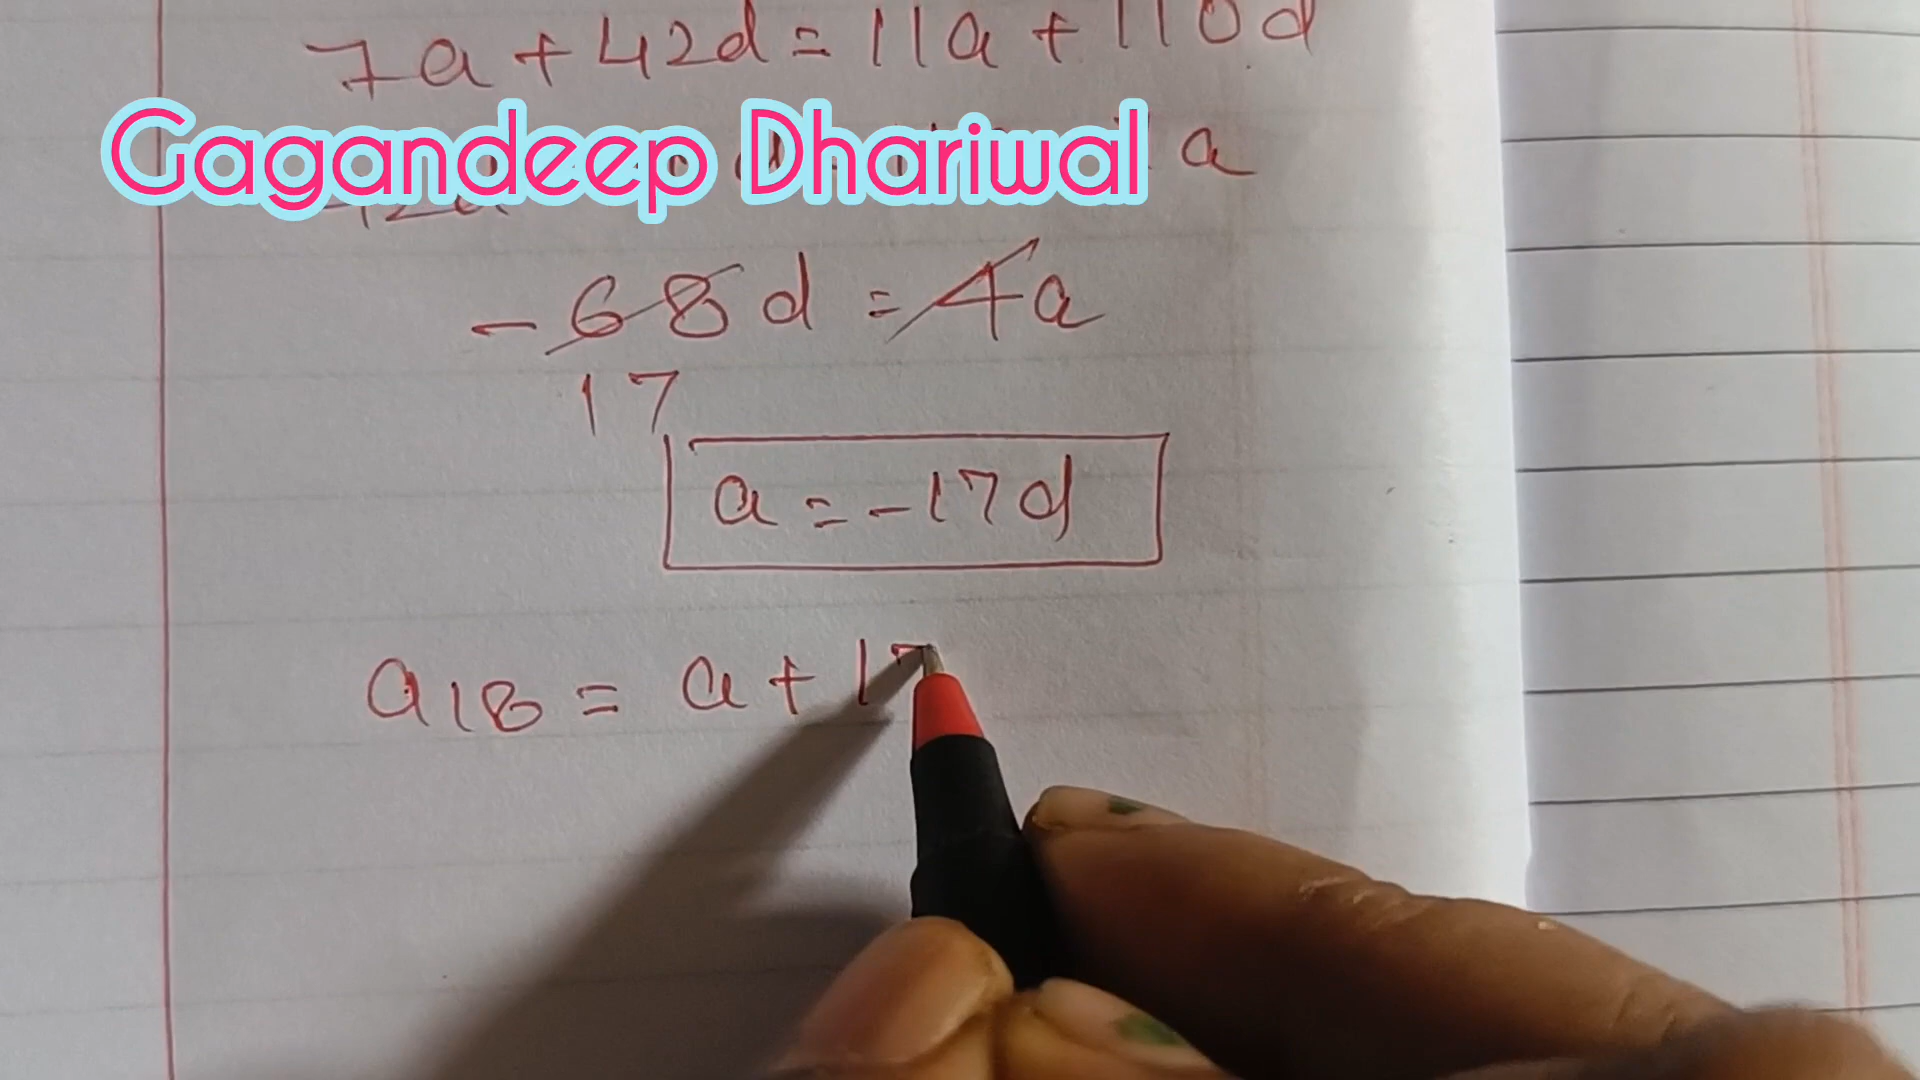 7a + 42d = 11a + 110d
Gagandeep Dhariwal
a
-68d = 4a
17
a = -17d
a18 = a + 17